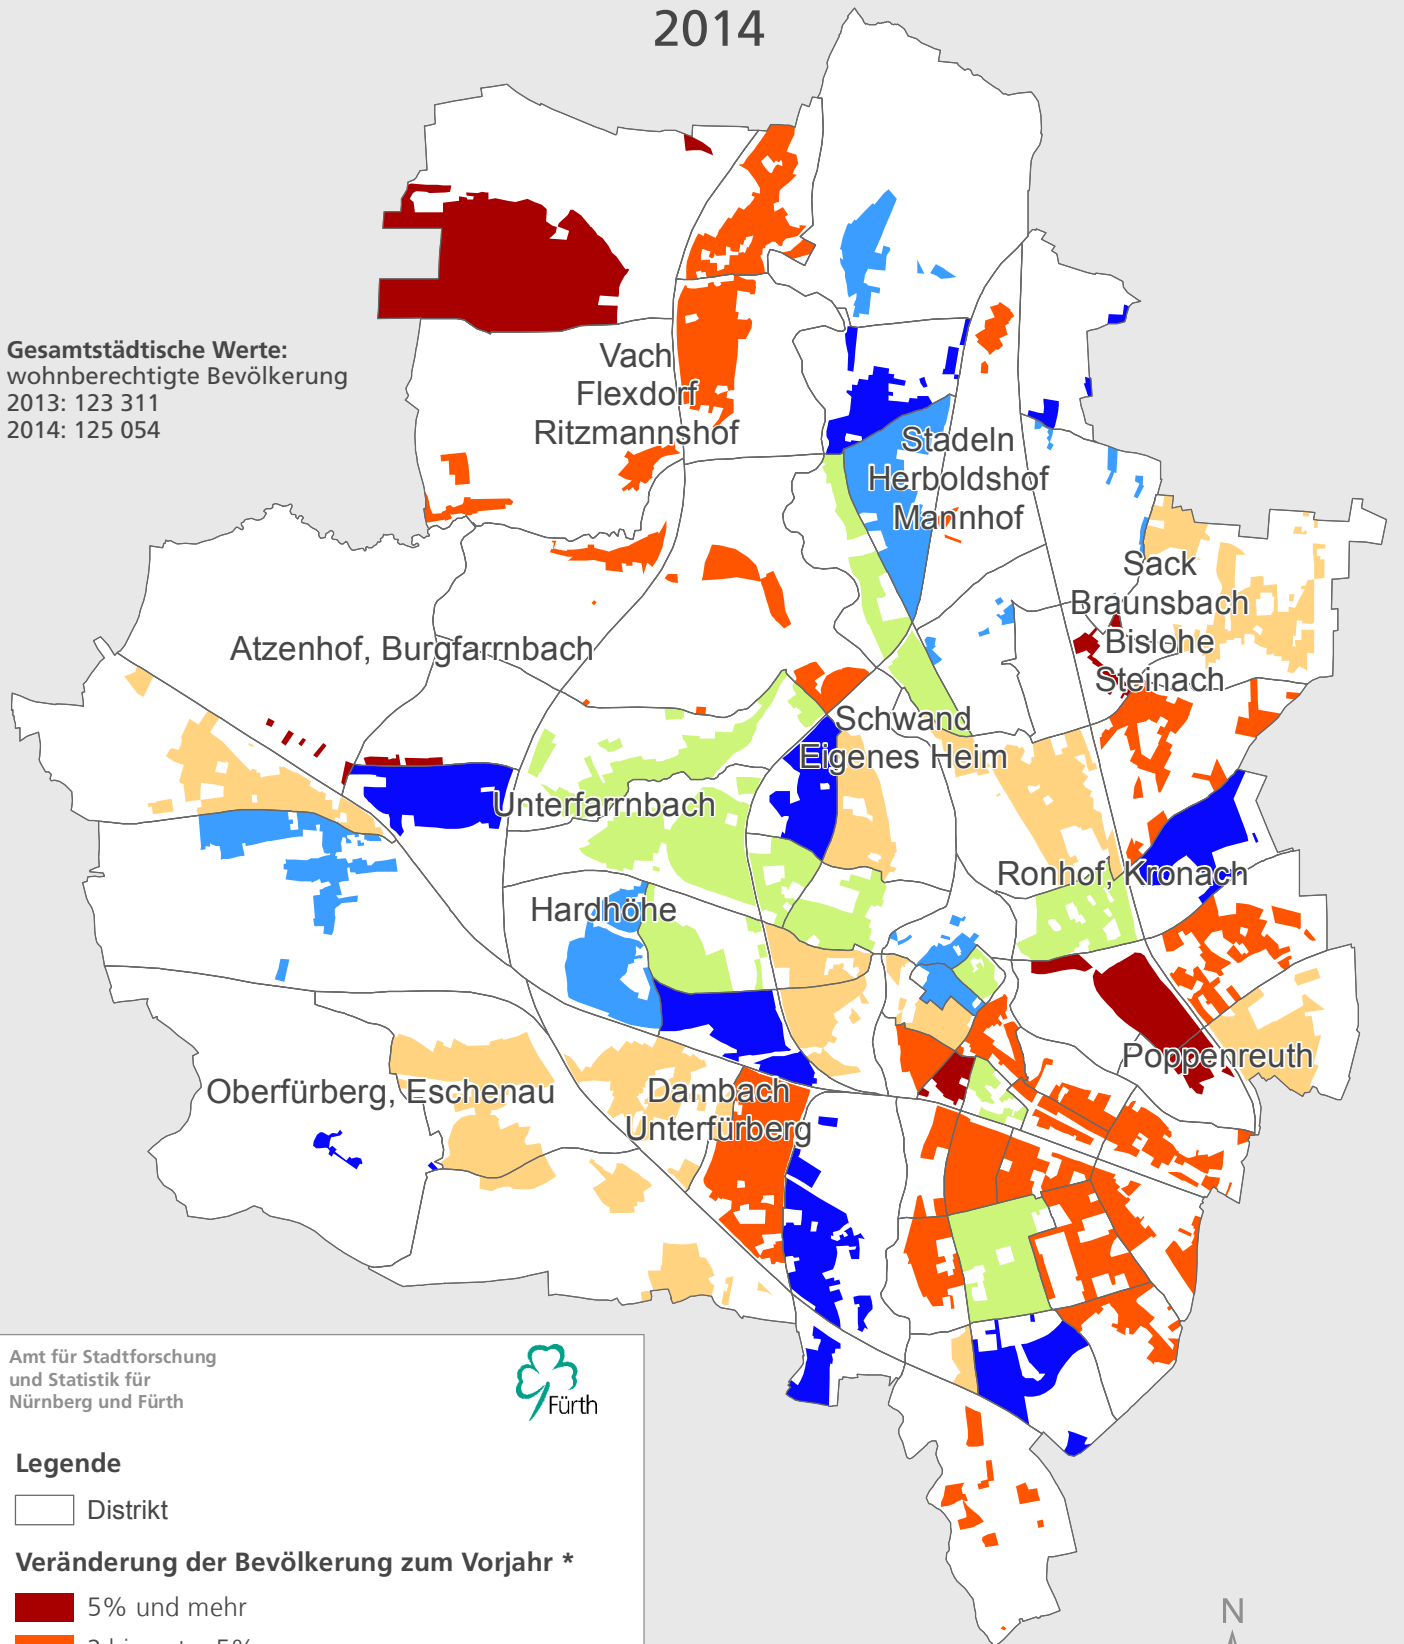 2014
Gesamtstädtische Werte:
wohnberechtigte Bevölkerung
2013: 123 311
2014: 125 054
Vach
Flexdorf
Ritzmannshof
Stadeln
Herboldshof
Mannhof
Sack
Braunsbach
Bislohe
Steinach
Atzenhof, Burgfarrnbach
Schwand
Eigenes Heim
Unterfarrnbach
Ronhof, Kronach
Hardhöhe
Poppenreuth
Oberfürberg, Eschenau
Dambach
Unterfürberg
Amt für Stadtforschung
und Statistik für
Nürnberg und Fürth
Fürth
Legende
Distrikt
Veränderung der Bevölkerung zum Vorjahr *
5% und mehr
N